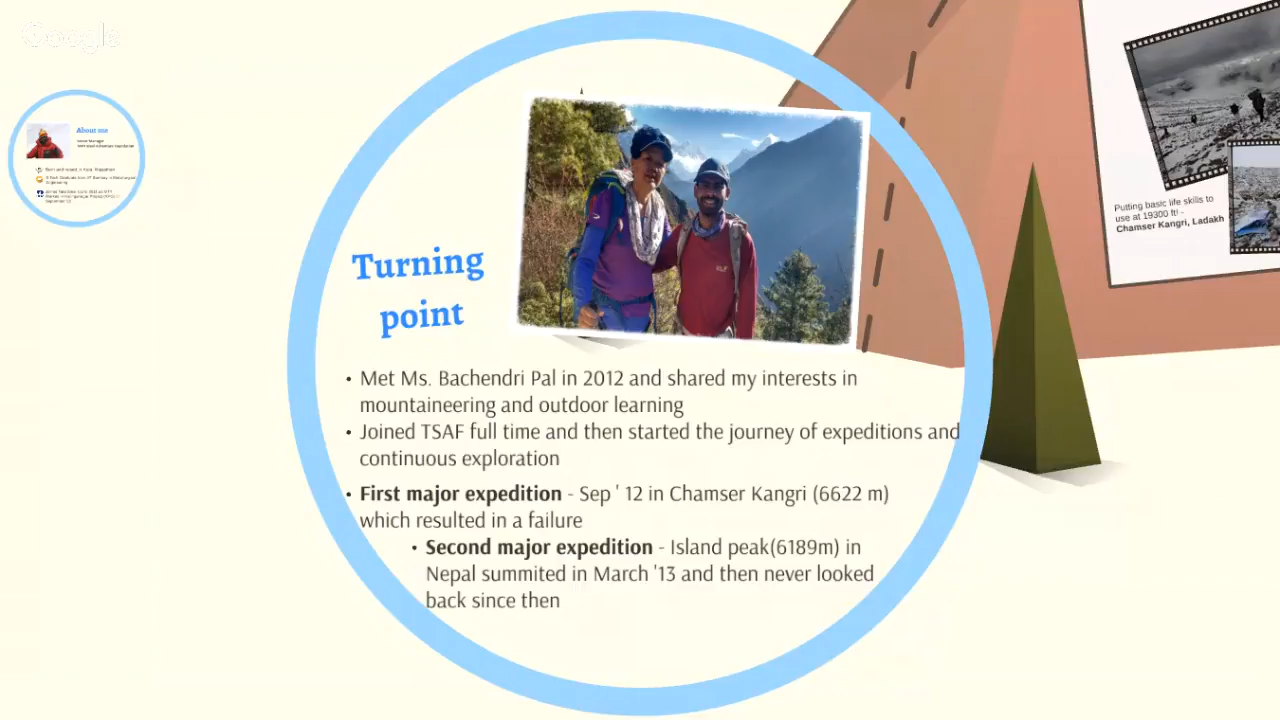 Google
About me
Turning
point
• Met Ms. Bachendri Pal in 2012 and shared my interests in
mountaineering and outdoor learning
• Joined TSAF full time and then started the journey of expeditions and
continuous exploration
• First major expedition - Sep ' 12 in Chamser Kangri (6622 m)
which resulted in a failure
• Second major expedition - Island peak(6189m) in
Nepal summited in March '13 and then never looked
back since then
Putting basic life skills to
use at 19300 ft! -
Chamser Kangri, Ladakh